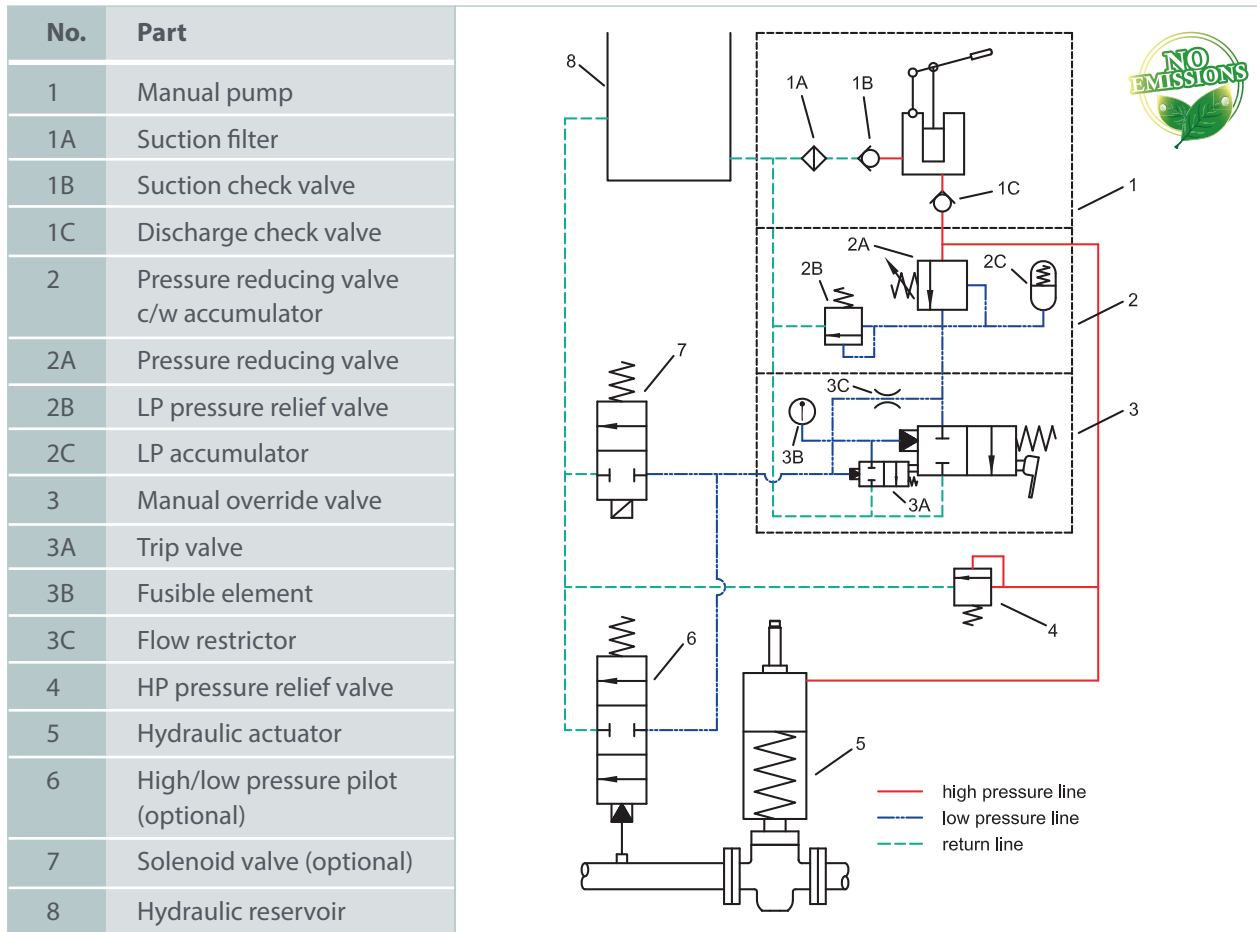 No. Part
1 Manual pump
1A Suction filter
1B Suction check valve
1C Discharge check valve
2 Pressure reducing valve
c/w accumulator
2A Pressure reducing valve
2B LP pressure relief valve
2C LP accumulator
3 Manual override valve
3A Trip valve
3B Fusible element
3C Flow restrictor
4 HP pressure relief valve
5 Hydraulic actuator
6 High/low pressure pilot
(optional)
7 Solenoid valve (optional)
8 Hydraulic reservoir
8
1A
1B
1C
1
2A
2B
2C
2
7
3C
3B
3A
3
4
6
5
high pressure line
low pressure line
return line
NO
EMISSIONS